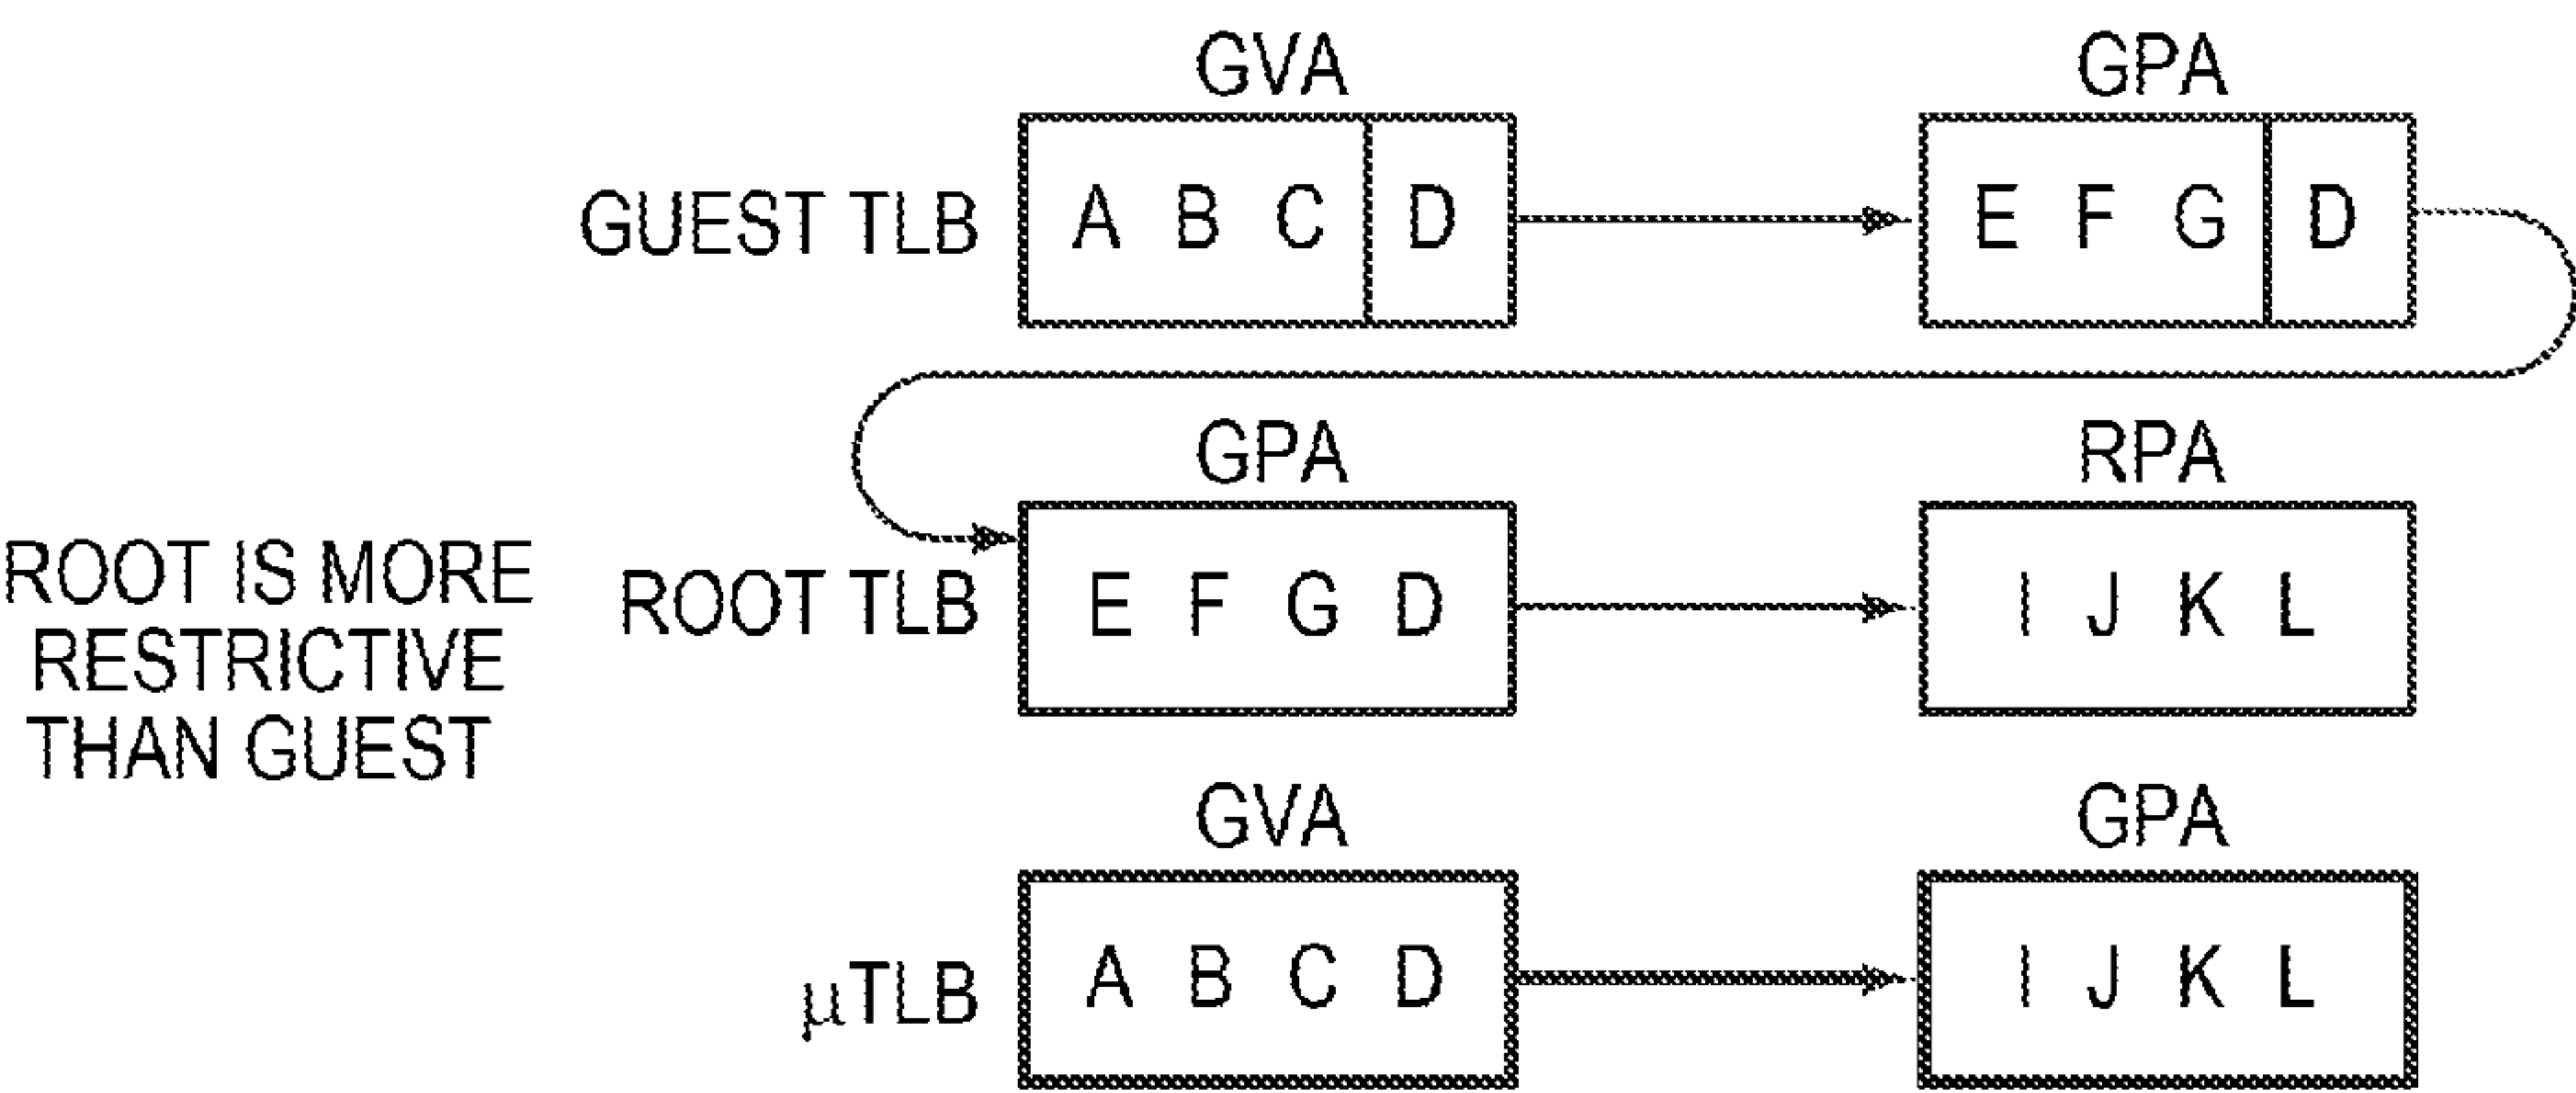 GVA GPA
GUEST TLB A B C D E F G D
GPA RPA
ROOT IS MORE
RESTRICTIVE
THAN GUEST
ROOT TLB E F G D I J K L
GVA GPA
μTLB A B C D I J K L